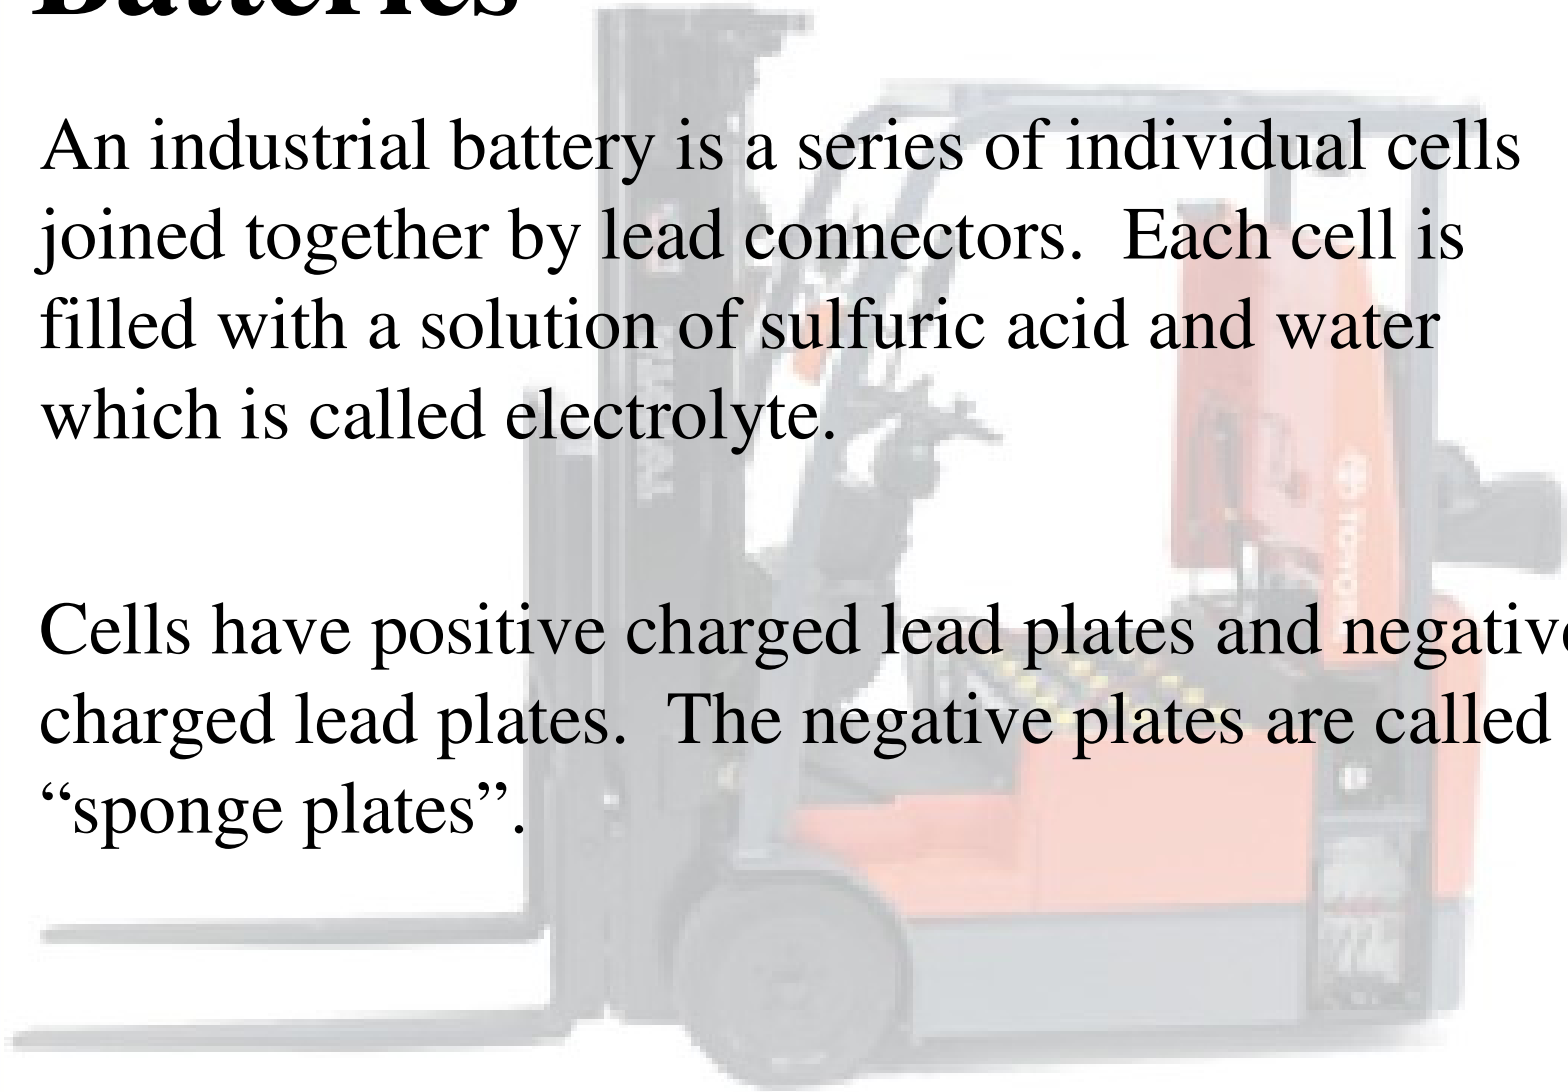 Batteries
An industrial battery is a series of individual cells
joined together by lead connectors.  Each cell is
filled with a solution of sulfuric acid and water
which is called electrolyte.
Cells have positive charged lead plates and negative
charged lead plates.  The negative plates are called
“sponge plates”.
TOYOTA